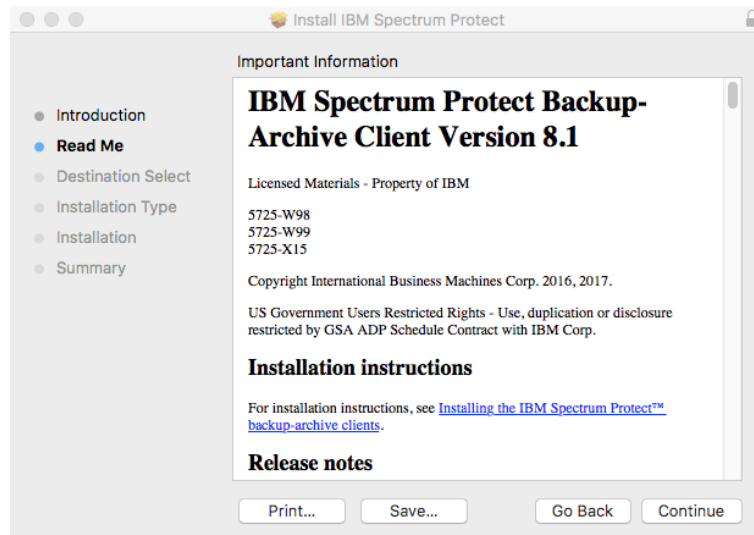 Install IBM Spectrum Protect
Important Information
Introduction
Read Me
Destination Select
Installation Type
Installation
Summary
IBM Spectrum Protect Backup-
Archive Client Version 8.1
Licensed Materials - Property of IBM
5725-W98
5725-W99
5725-X15
Copyright International Business Machines Corp. 2016, 2017.
US Government Users Restricted Rights - Use, duplication or disclosure
restricted by GSA ADP Schedule Contract with IBM Corp.
Installation instructions
For installation instructions, see Installing the IBM Spectrum Protect™
backup-archive clients.
Release notes
Print... Save... Go Back Continue